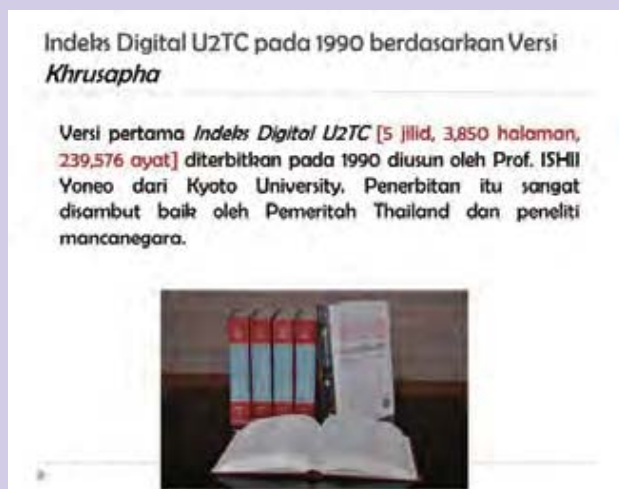 Indeks Digital U2TC pada 1990 berdasarkan Versi
Khrusapha
Versi pertama Indeks Digital U2TC [5 jilid, 3,850 halaman,
239,576 ayat] diterbitkan pada 1990 diusun oleh Prof. ISHII
Yoneo dari Kyoto University. Penerbitan itu sangat
disambut baik oleh Pemeritah Thailand dan peneliti
mancanegara.